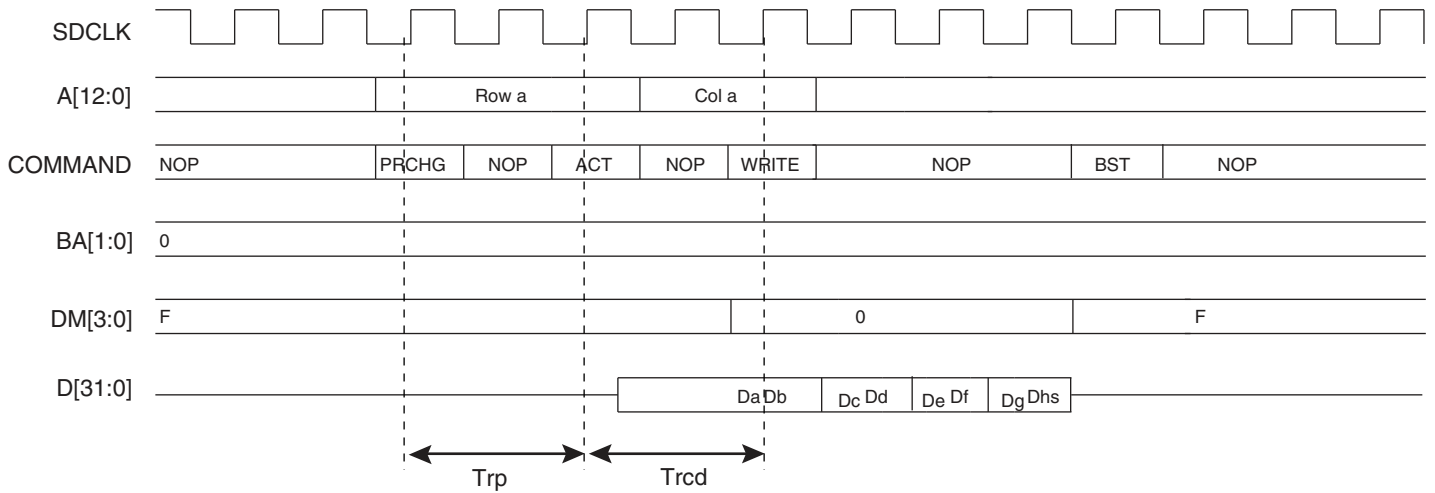 SDCLK
A[12:0] Row a Col a
COMMAND NOP PRCHG NOP ACT NOP WRITE NOP BST NOP
BA[1:0] 0
DM[3:0] F 0 F
D[31:0] Da Db Dc Dd De Df Dg Dhs
Trp Trcd